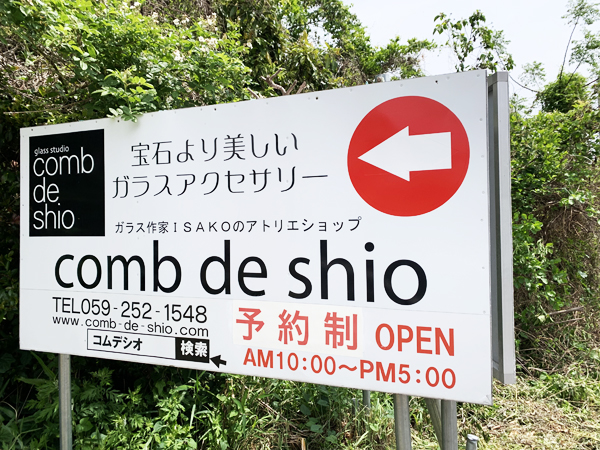 glass studio
comb
de
shio
宝石より美しい
ガラスアクセサリー
ガラス作家ISAKOのアトリエショップ
comb de shio
TEL059-252-1548
www.comb-de-shio.com
コムデシオ 検索
予約制 OPEN
AM10:00～PM5:00